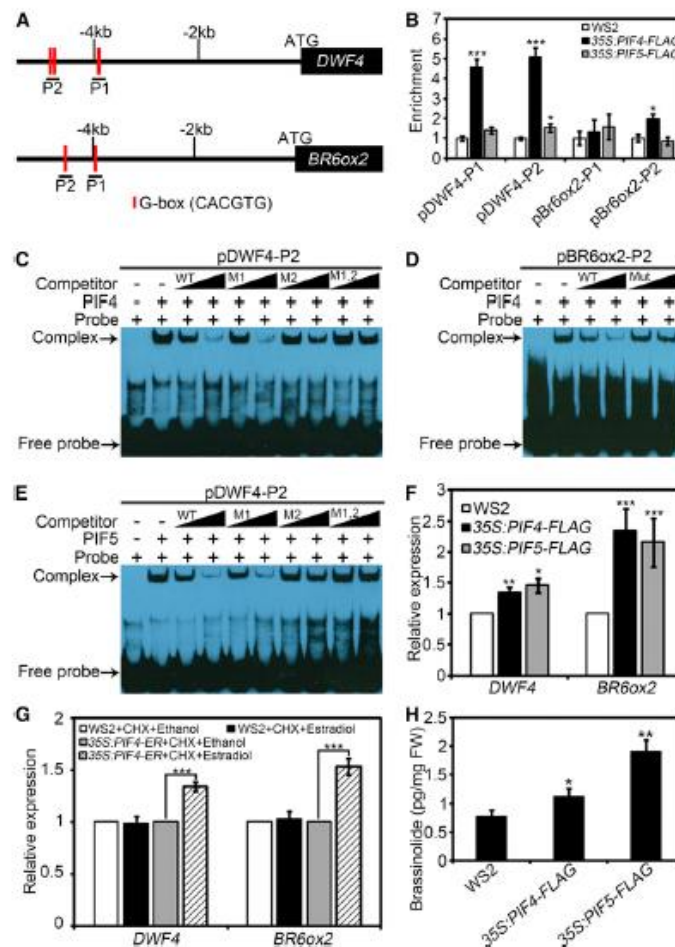 A
-4kb -2kb ATG
DWF4
P2 P1
-4kb -2kb ATG
BR6ox2
P2 P1
G-box (CACGTG)
B
WS2
35S:PIF4-FLAG
35S:PIF5-FLAG
Enrichment
7
6
5
4
3
2
1
0
***
***
*
*
pDWF4-P1
pDWF4-P2
pBr6ox2-P1
pBr6ox2-P2
C
pDWF4-P2
Competitor - - WT M1 M2 M1,2
PIF4 - + + + + + + + + +
Probe + + + + + + + + + +
Complex→
Free probe→
D
pBR6ox2-P2
Competitor - - WT Mut
PIF4 - + + + + +
Probe + + + + + +
Complex→
Free probe→
E
pDWF4-P2
Competitor - - WT M1 M2 M1,2
PIF5 - + + + + + + + + +
Probe + + + + + + + + + +
Complex→
Free probe→
F
WS2
35S:PIF4-FLAG
35S:PIF5-FLAG
Relative expression
3
2.5
2
1.5
1
0.5
0
** *
*** ***
DWF4 BR6ox2
G
WS2+CHX+Ethanol WS2+CHX+Estradiol
35S:PIF4-ER+CHX+Ethanol
35S:PIF4-ER+CHX+Estradiol
Relative expression
2
1.5
1
0.5
0
*** ***
DWF4 BR6ox2
H
Brassinolide (pg/mg FW)
3
2.5
2
1.5
1
0.5
0
* **
WS2
35S:PIF4-FLAG
35S:PIF5-FLAG